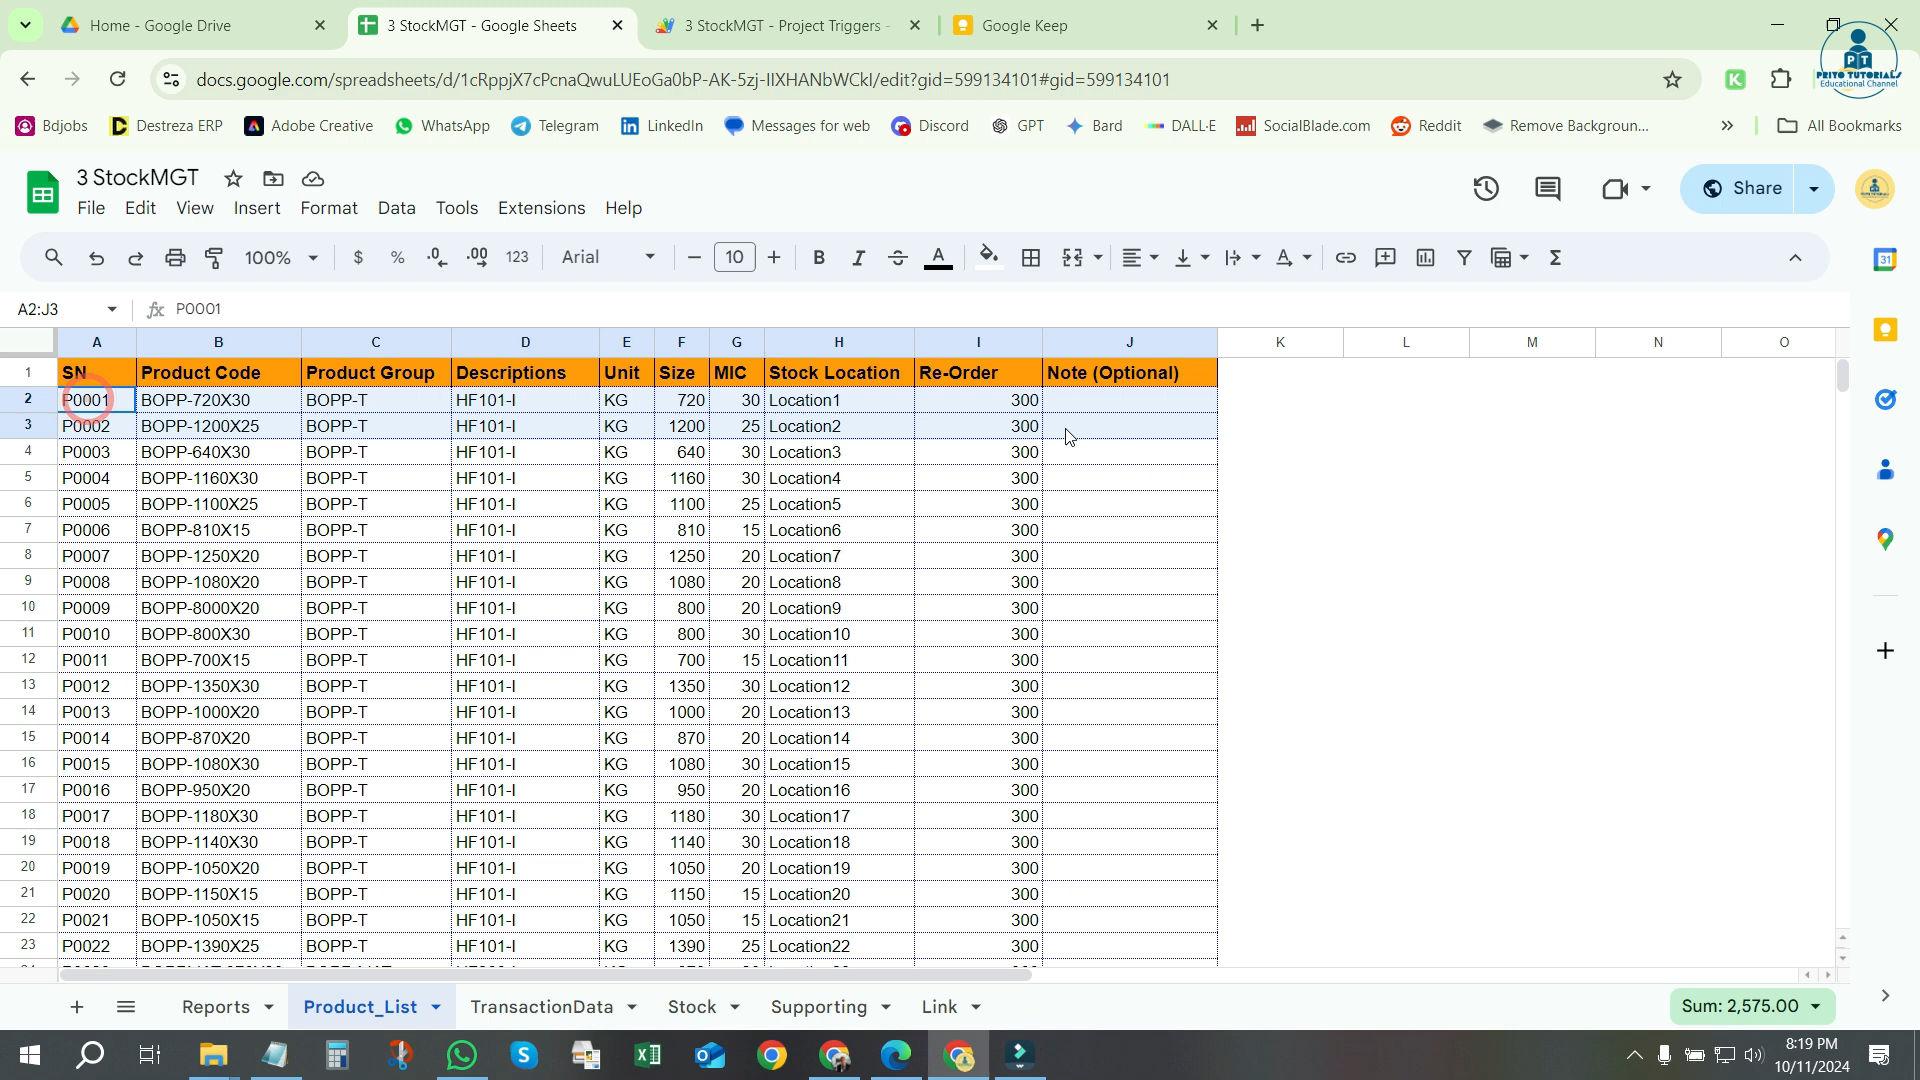 Home - Google Drive
3 StockMGT - Google Sheets
3 StockMGT - Project Triggers -
Google Keep
docs.google.com/spreadsheets/d/1cRppjX7cPcnaQwuLUEoGa0bP-AK-5zj-IIXHANbWCkI/edit?gid=599134101#gid=599134101
PT
PRIYO TUTORIALS
Educational Channel
Bdjobs
Destreza ERP
Adobe Creative
WhatsApp
Telegram
LinkedIn
Messages for web
Discord
GPT
Bard
DALL·E
SocialBlade.com
Reddit
Remove Backgroun...
All Bookmarks
3 StockMGT
Share
File Edit View Insert Format Data Tools Extensions Help
100% $ % .0 .00 123 Arial 10 B I S A
31
A2:J3 fx P0001
A B C D E F G H I J K L M N O
1 SN Product Code Product Group Descriptions Unit Size MIC Stock Location Re-Order Note (Optional)
2 P0001 BOPP-720X30 BOPP-T HF101-I KG 720 30 Location1 300
3 P0002 BOPP-1200X25 BOPP-T HF101-I KG 1200 25 Location2 300
4 P0003 BOPP-640X30 BOPP-T HF101-I KG 640 30 Location3 300
5 P0004 BOPP-1160X30 BOPP-T HF101-I KG 1160 30 Location4 300
6 P0005 BOPP-1100X25 BOPP-T HF101-I KG 1100 25 Location5 300
7 P0006 BOPP-810X15 BOPP-T HF101-I KG 810 15 Location6 300
8 P0007 BOPP-1250X20 BOPP-T HF101-I KG 1250 20 Location7 300
9 P0008 BOPP-1080X20 BOPP-T HF101-I KG 1080 20 Location8 300
10 P0009 BOPP-8000X20 BOPP-T HF101-I KG 800 20 Location9 300
11 P0010 BOPP-800X30 BOPP-T HF101-I KG 800 30 Location10 300
12 P0011 BOPP-700X15 BOPP-T HF101-I KG 700 15 Location11 300
13 P0012 BOPP-1350X30 BOPP-T HF101-I KG 1350 30 Location12 300
14 P0013 BOPP-1000X20 BOPP-T HF101-I KG 1000 20 Location13 300
15 P0014 BOPP-870X20 BOPP-T HF101-I KG 870 20 Location14 300
16 P0015 BOPP-1080X30 BOPP-T HF101-I KG 1080 30 Location15 300
17 P0016 BOPP-950X20 BOPP-T HF101-I KG 950 20 Location16 300
18 P0017 BOPP-1180X30 BOPP-T HF101-I KG 1180 30 Location17 300
19 P0018 BOPP-1140X30 BOPP-T HF101-I KG 1140 30 Location18 300
20 P0019 BOPP-1050X20 BOPP-T HF101-I KG 1050 20 Location19 300
21 P0020 BOPP-1150X15 BOPP-T HF101-I KG 1150 15 Location20 300
22 P0021 BOPP-1050X15 BOPP-T HF101-I KG 1050 15 Location21 300
23 P0022 BOPP-1390X25 BOPP-T HF101-I KG 1390 25 Location22 300
Reports Product_List TransactionData Stock Supporting Link
Sum: 2,575.00
8:19 PM
10/11/2024